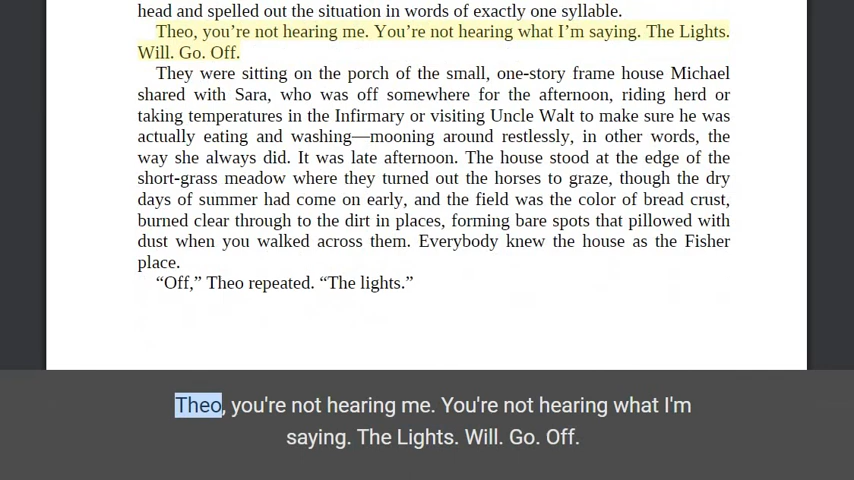 head and spelled out the situation in words of exactly one syllable.
Theo, you’re not hearing me. You’re not hearing what I’m saying. The Lights.
Will. Go. Off.
They were sitting on the porch of the small, one-story frame house Michael
shared with Sara, who was off somewhere for the afternoon, riding herd or
taking temperatures in the Infirmary or visiting Uncle Walt to make sure he was
actually eating and washing—mooning around restlessly, in other words, the
way she always did. It was late afternoon. The house stood at the edge of the
short-grass meadow where they turned out the horses to graze, though the dry
days of summer had come on early, and the field was the color of bread crust,
burned clear through to the dirt in places, forming bare spots that pillowed with
dust when you walked across them. Everybody knew the house as the Fisher
place.
“Off,” Theo repeated. “The lights.”
Theo, you're not hearing me. You're not hearing what I'm
saying. The Lights. Will. Go. Off.